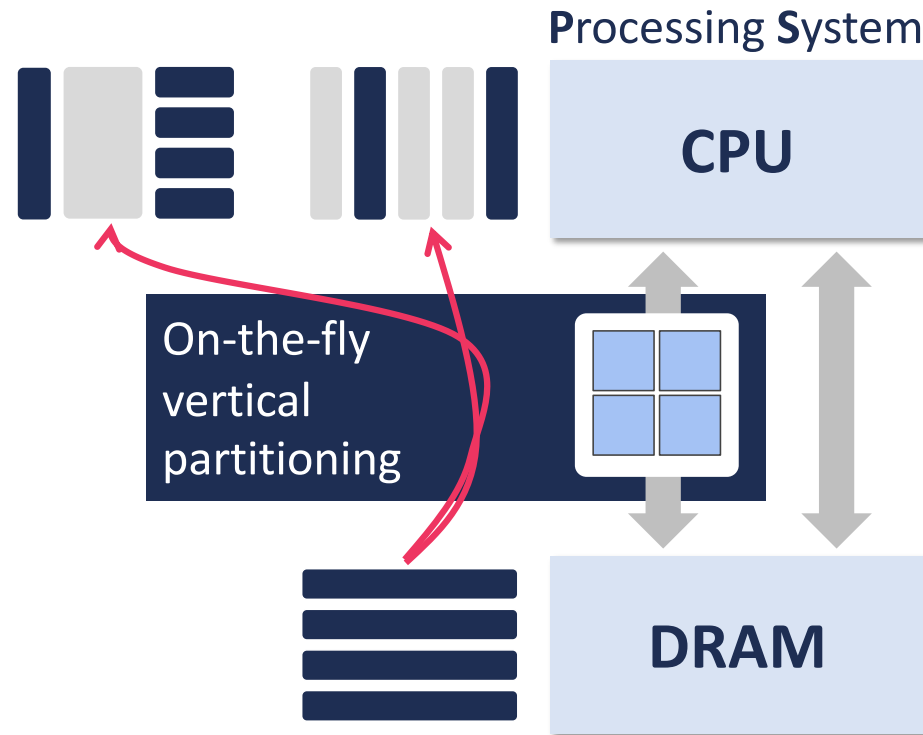 Processing System
CPU
On-the-fly
vertical
partitioning
DRAM